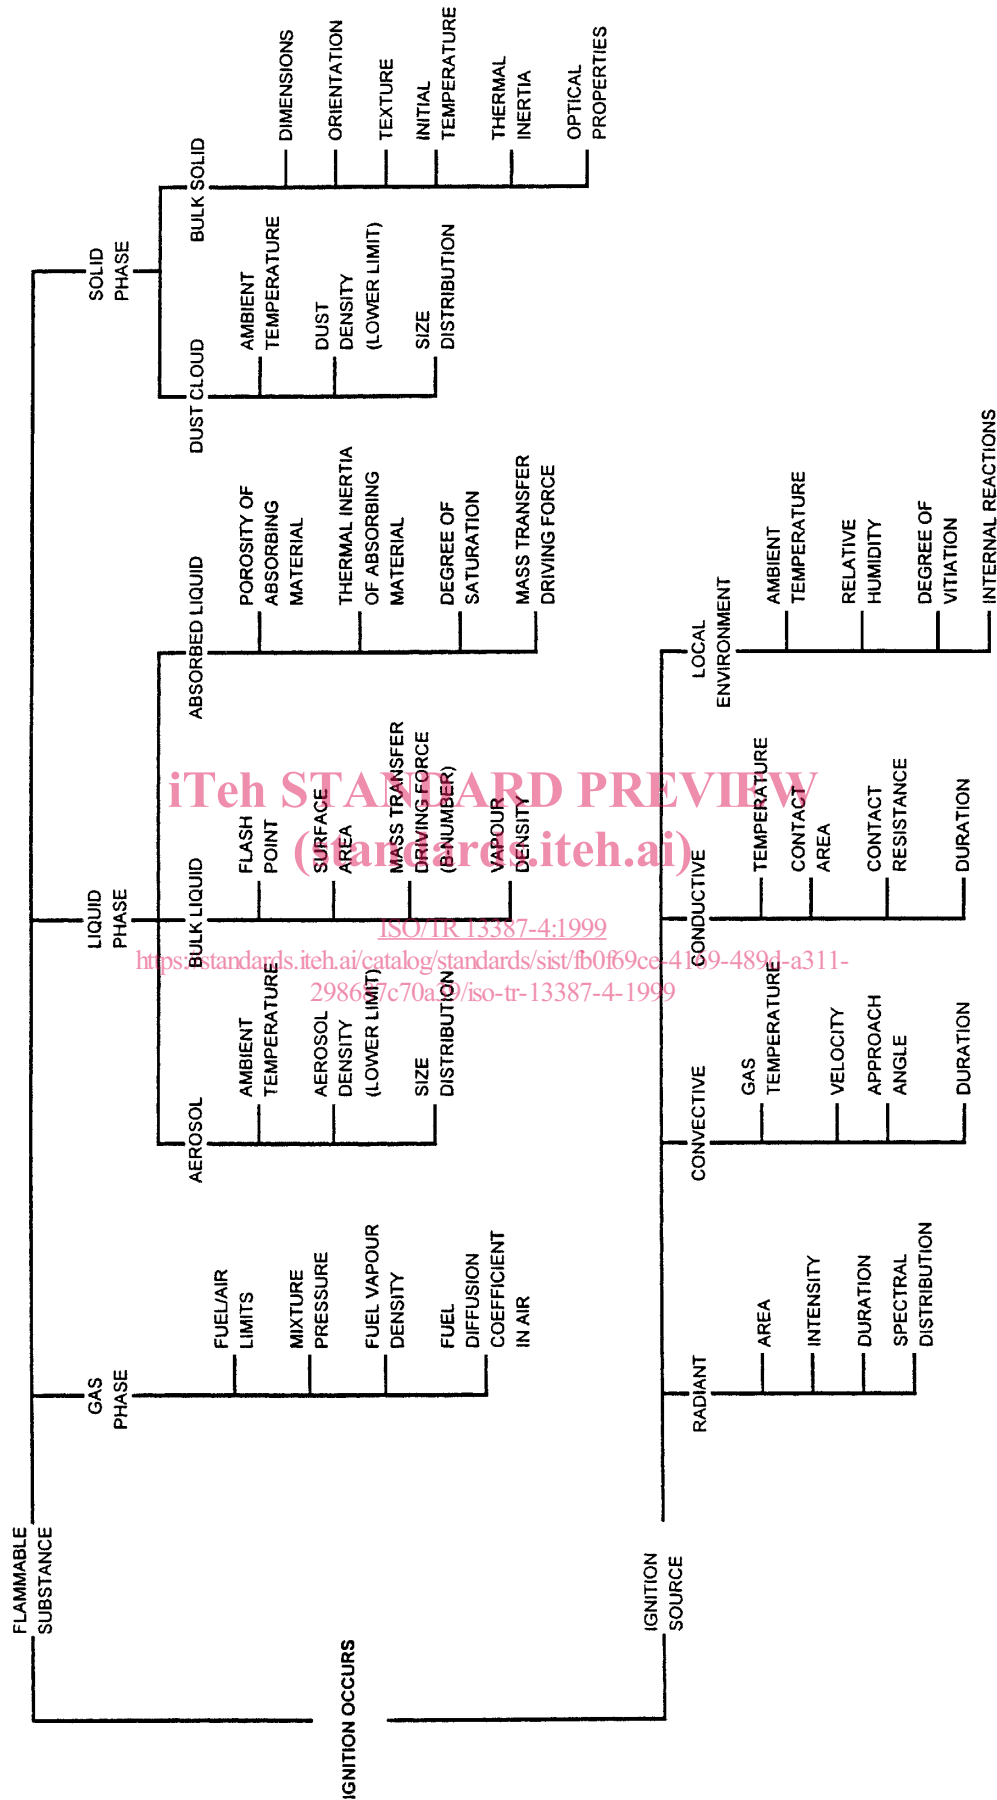 IGNITION OCCURS
FLAMMABLE
SUBSTANCE
GAS
PHASE
FUEL/AIR
LIMITS
MIXTURE
PRESSURE
FUEL VAPOUR
DENSITY
FUEL
DIFFUSION
COEFFICIENT
IN AIR
LIQUID
PHASE
AEROSOL
AMBIENT
TEMPERATURE
AEROSOL
DENSITY
(LOWER LIMIT)
SIZE
DISTRIBUTION
BULK LIQUID
FLASH
POINT
SURFACE
AREA
MASS TRANSFER
DRIVING FORCE
(B-NUMBER)
VAPOUR
DENSITY
ABSORBED LIQUID
POROSITY OF
ABSORBING
MATERIAL
THERMAL INERTIA
OF ABSORBING
MATERIAL
DEGREE OF
SATURATION
MASS TRANSFER
DRIVING FORCE
SOLID
PHASE
DUST CLOUD
AMBIENT
TEMPERATURE
DUST
DENSITY
(LOWER LIMIT)
SIZE
DISTRIBUTION
BULK SOLID
DIMENSIONS
ORIENTATION
TEXTURE
INITIAL
TEMPERATURE
THERMAL
INERTIA
OPTICAL
PROPERTIES
IGNITION
SOURCE
RADIANT
AREA
INTENSITY
DURATION
SPECTRAL
DISTRIBUTION
CONVECTIVE
GAS
TEMPERATURE
VELOCITY
APPROACH
ANGLE
DURATION
CONDUCTIVE
TEMPERATURE
CONTACT
AREA
CONTACT
RESISTANCE
DURATION
LOCAL
ENVIRONMENT
AMBIENT
TEMPERATURE
RELATIVE
HUMIDITY
DEGREE OF
VITIATION
INTERNAL REACTIONS
iTeh STANDARD PREVIEW
(standards.iteh.ai)
ISO/TR 13387-4:1999